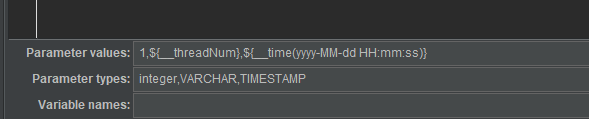 Parameter values: 1,${__threadNum},${__time(yyyy-MM-dd HH:mm:ss)}
Parameter types: integer,VARCHAR,TIMESTAMP
Variable names: